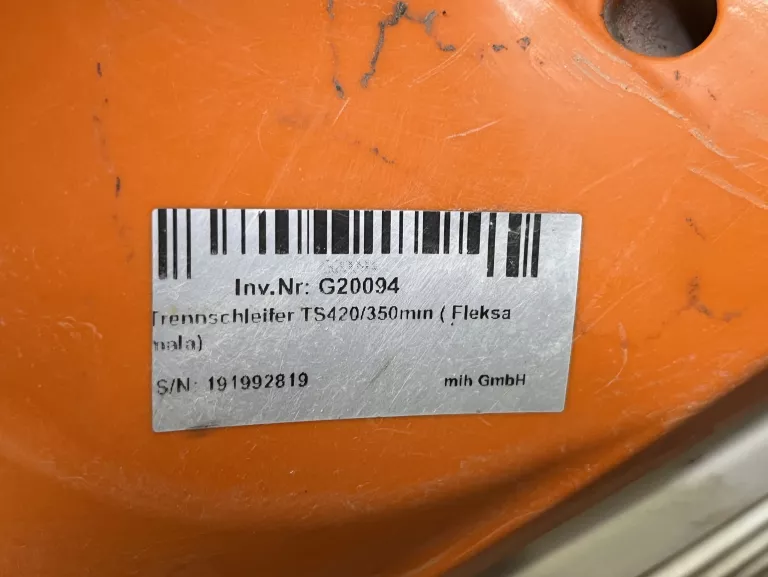 Inv.Nr: G20094
Trennschleifer TS420/350mm ( Fleksa
mala)
S/N: 191992819
mih GmbH